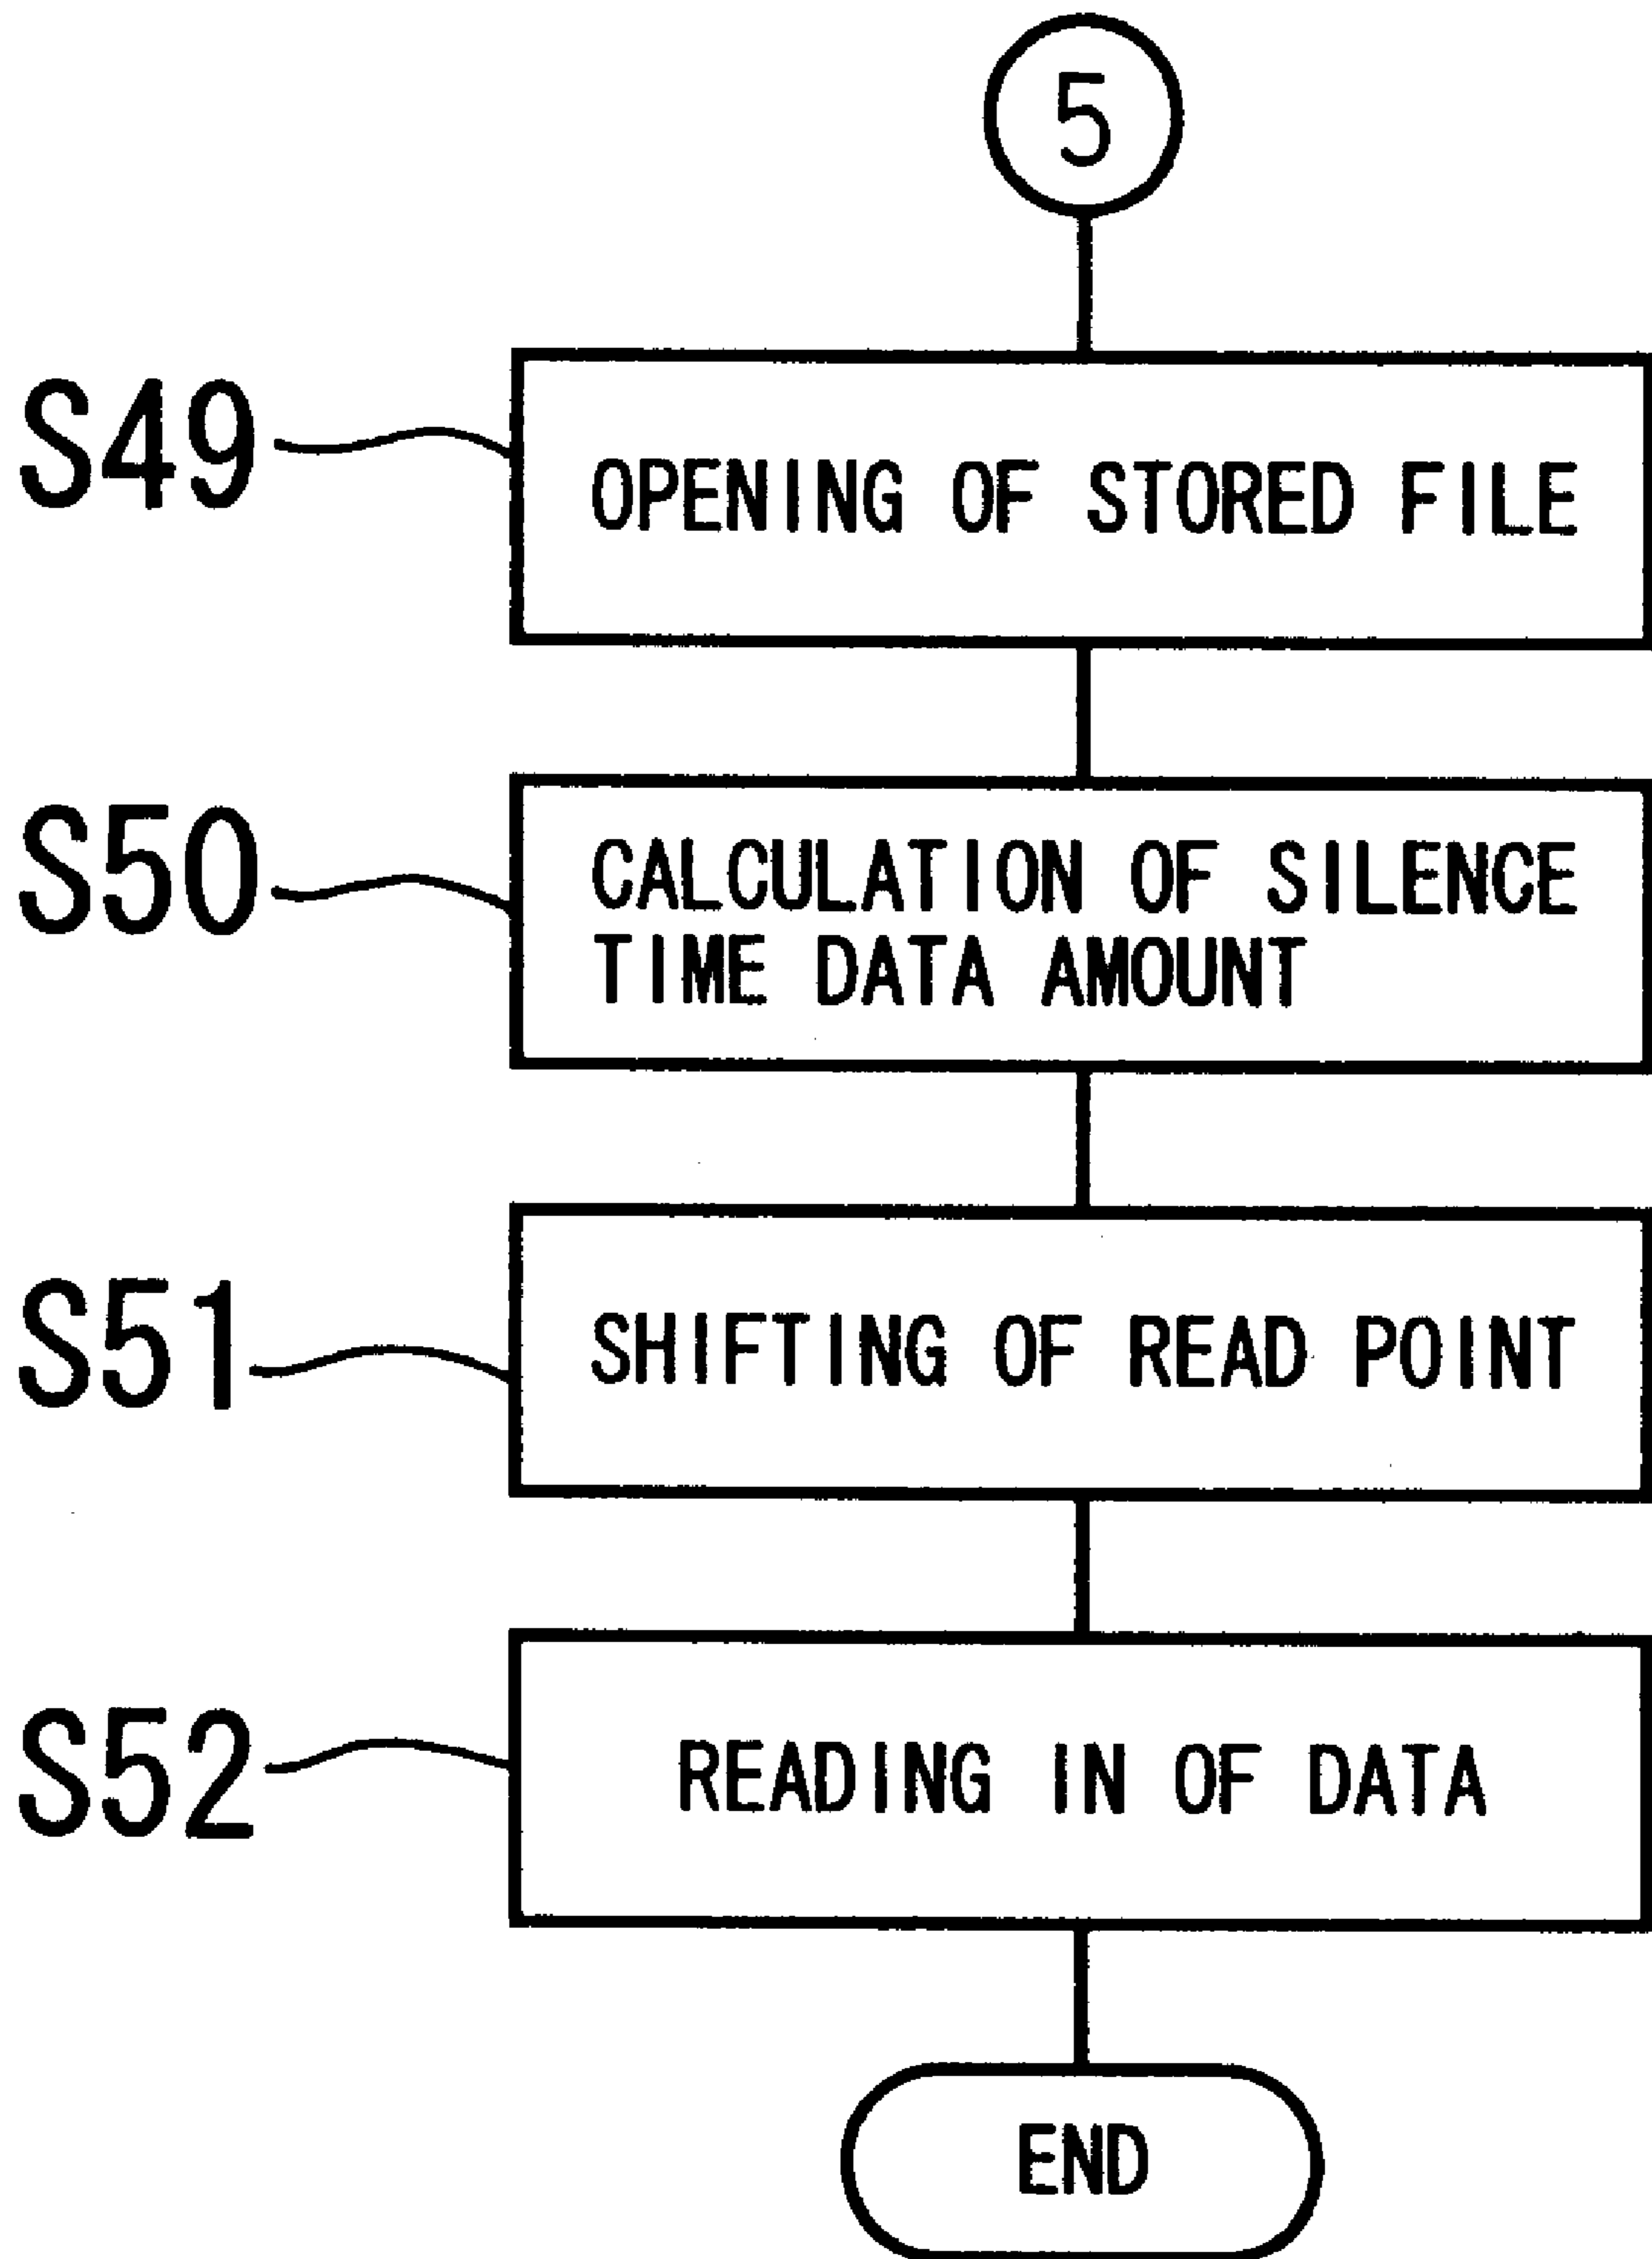 5
S49
OPENING OF STORED FILE
S50
CALCULATION OF SILENCE
TIME DATA AMOUNT
S51
SHIFTING OF READ POINT
S52
READING IN OF DATA
END